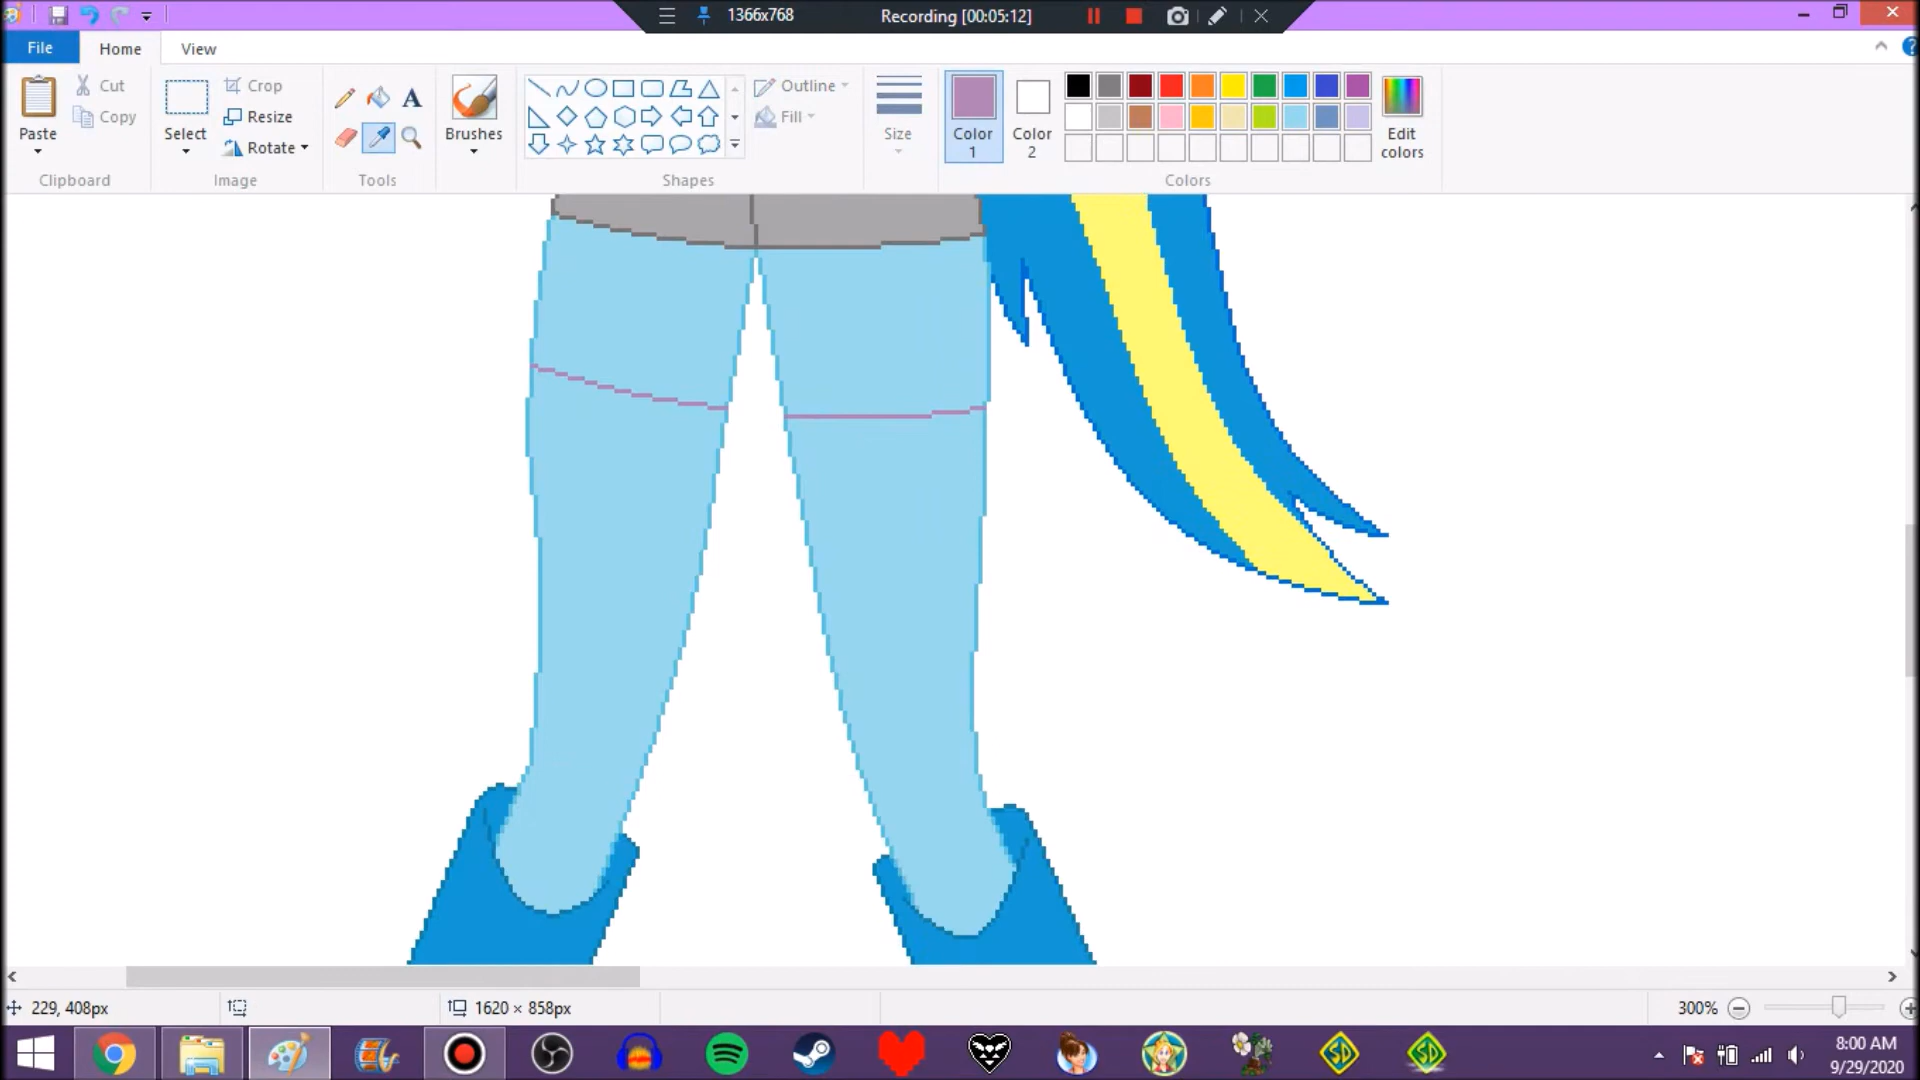 1366x768
Recording [00:05:12]
File
Home
View
Paste
Cut
Copy
Clipboard
Select
Crop
Resize
Rotate
Image
A
Tools
Brushes
Outline
Fill
Shapes
Size
Color
1
Color
2
Edit
colors
Colors
229, 408px
1620 × 858px
300%
SD
SD
8:00 AM
9/29/2020